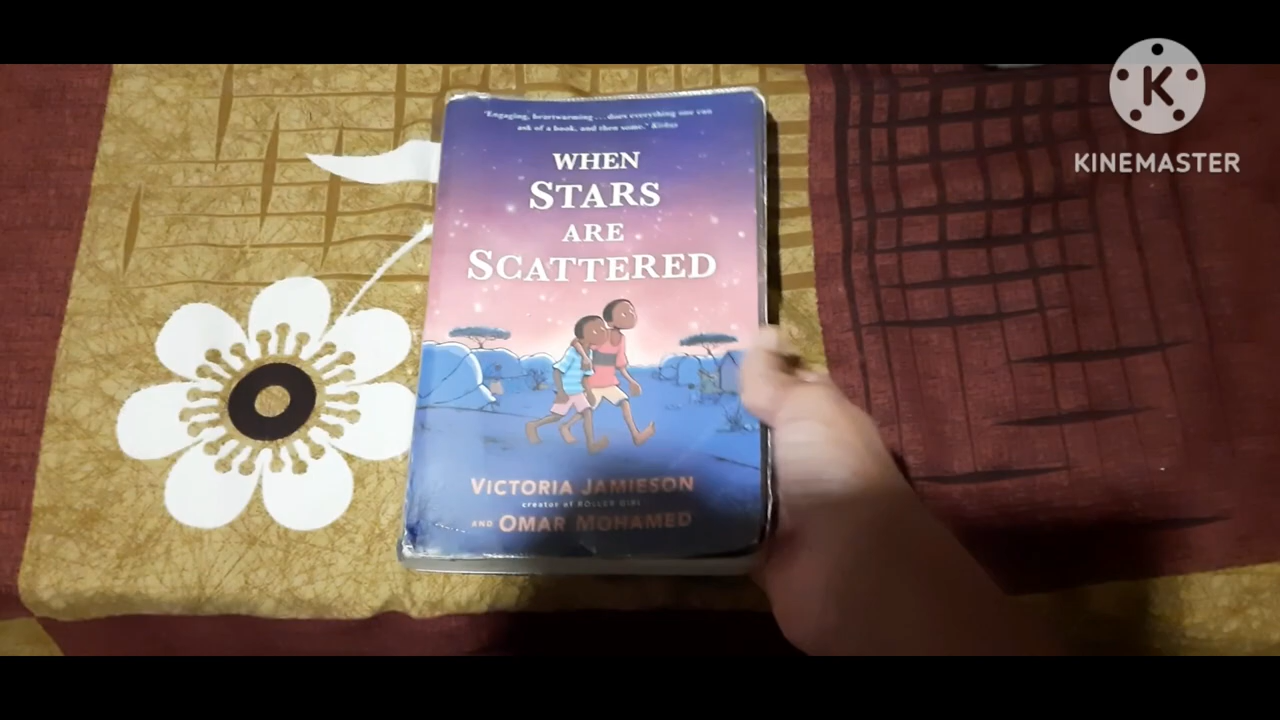 "Engaging, heartwarming . . . does everything one can
ask of a book, and then some." Kirkus
WHEN
STARS
ARE
SCATTERED
VICTORIA JAMIESON
creator of ROLLER GIRL
AND OMAR MOHAMED
K
KINEMASTER